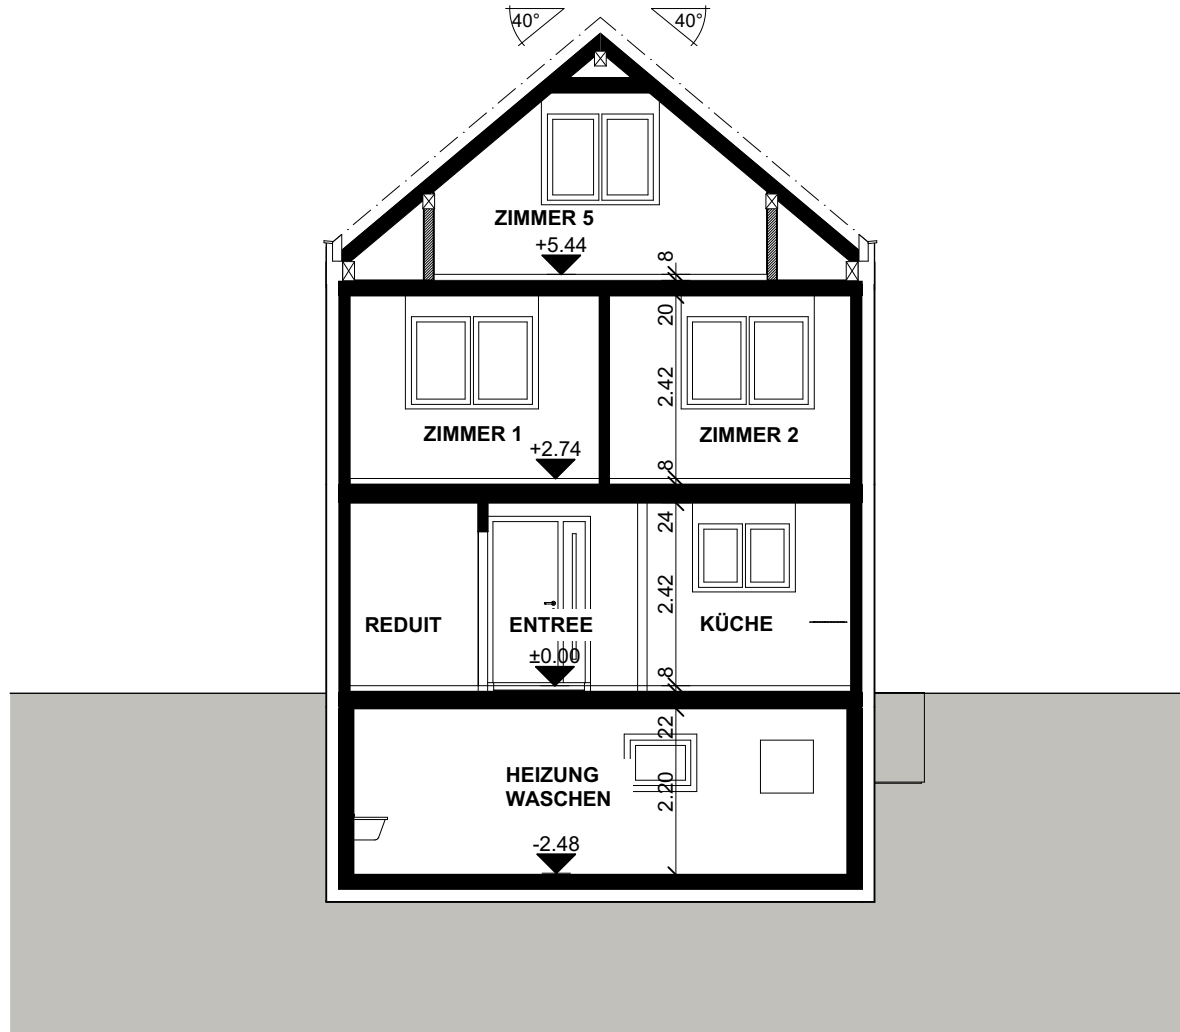 40°
40°
ZIMMER 5
+5.44
8
20
2.42
ZIMMER 1
ZIMMER 2
+2.74
8
24
2.42
REDUIT
ENTREE
KÜCHE
±0.00
8
22
HEIZUNG
WASCHEN
2.20
-2.48